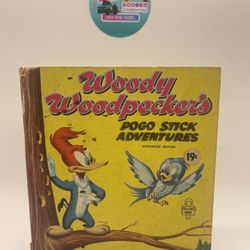 Woody
Woodpecker's
POGO STICK
ADVENTURES
AUTHORIZED EDITION
19¢